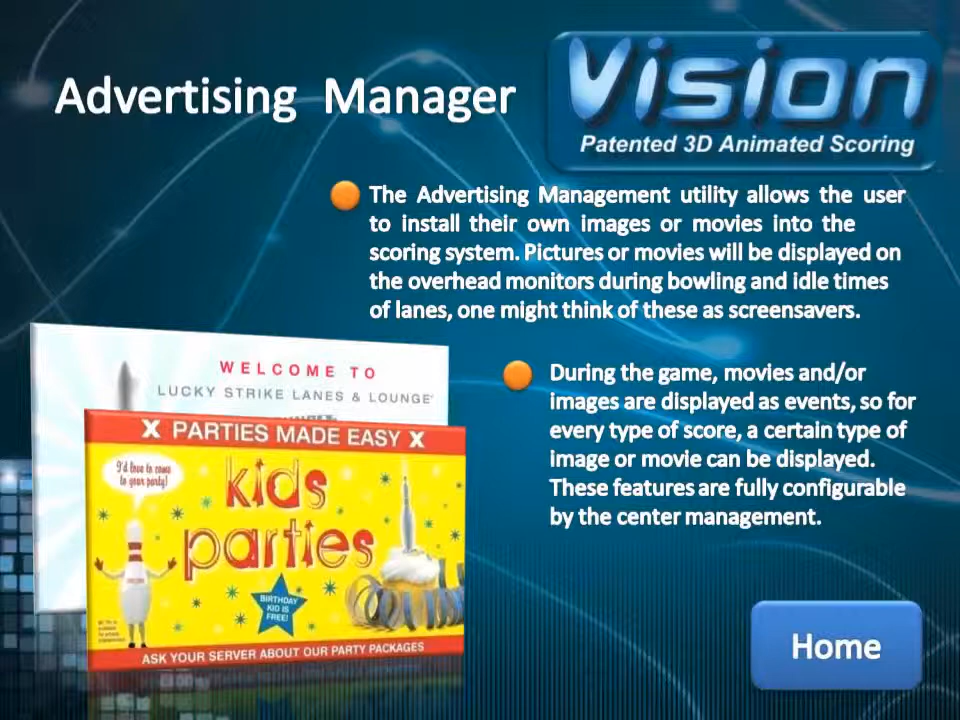 Advertising Manager
Vision
Patented 3D Animated Scoring
The Advertising Management utility allows the user
to install their own images or movies into the
scoring system. Pictures or movies will be displayed on
the overhead monitors during bowling and idle times
of lanes, one might think of these as screensavers.
During the game, movies and/or
images are displayed as events, so for
every type of score, a certain type of
image or movie can be displayed.
These features are fully configurable
by the center management.
WELCOME TO
LUCKY STRIKE LANES & LOUNGE
X PARTIES MADE EASY X
I'd love to come
to your party!
kids
parties
BIRTHDAY
KID IS
FREE!
ASK YOUR SERVER ABOUT OUR PARTY PACKAGES
Home